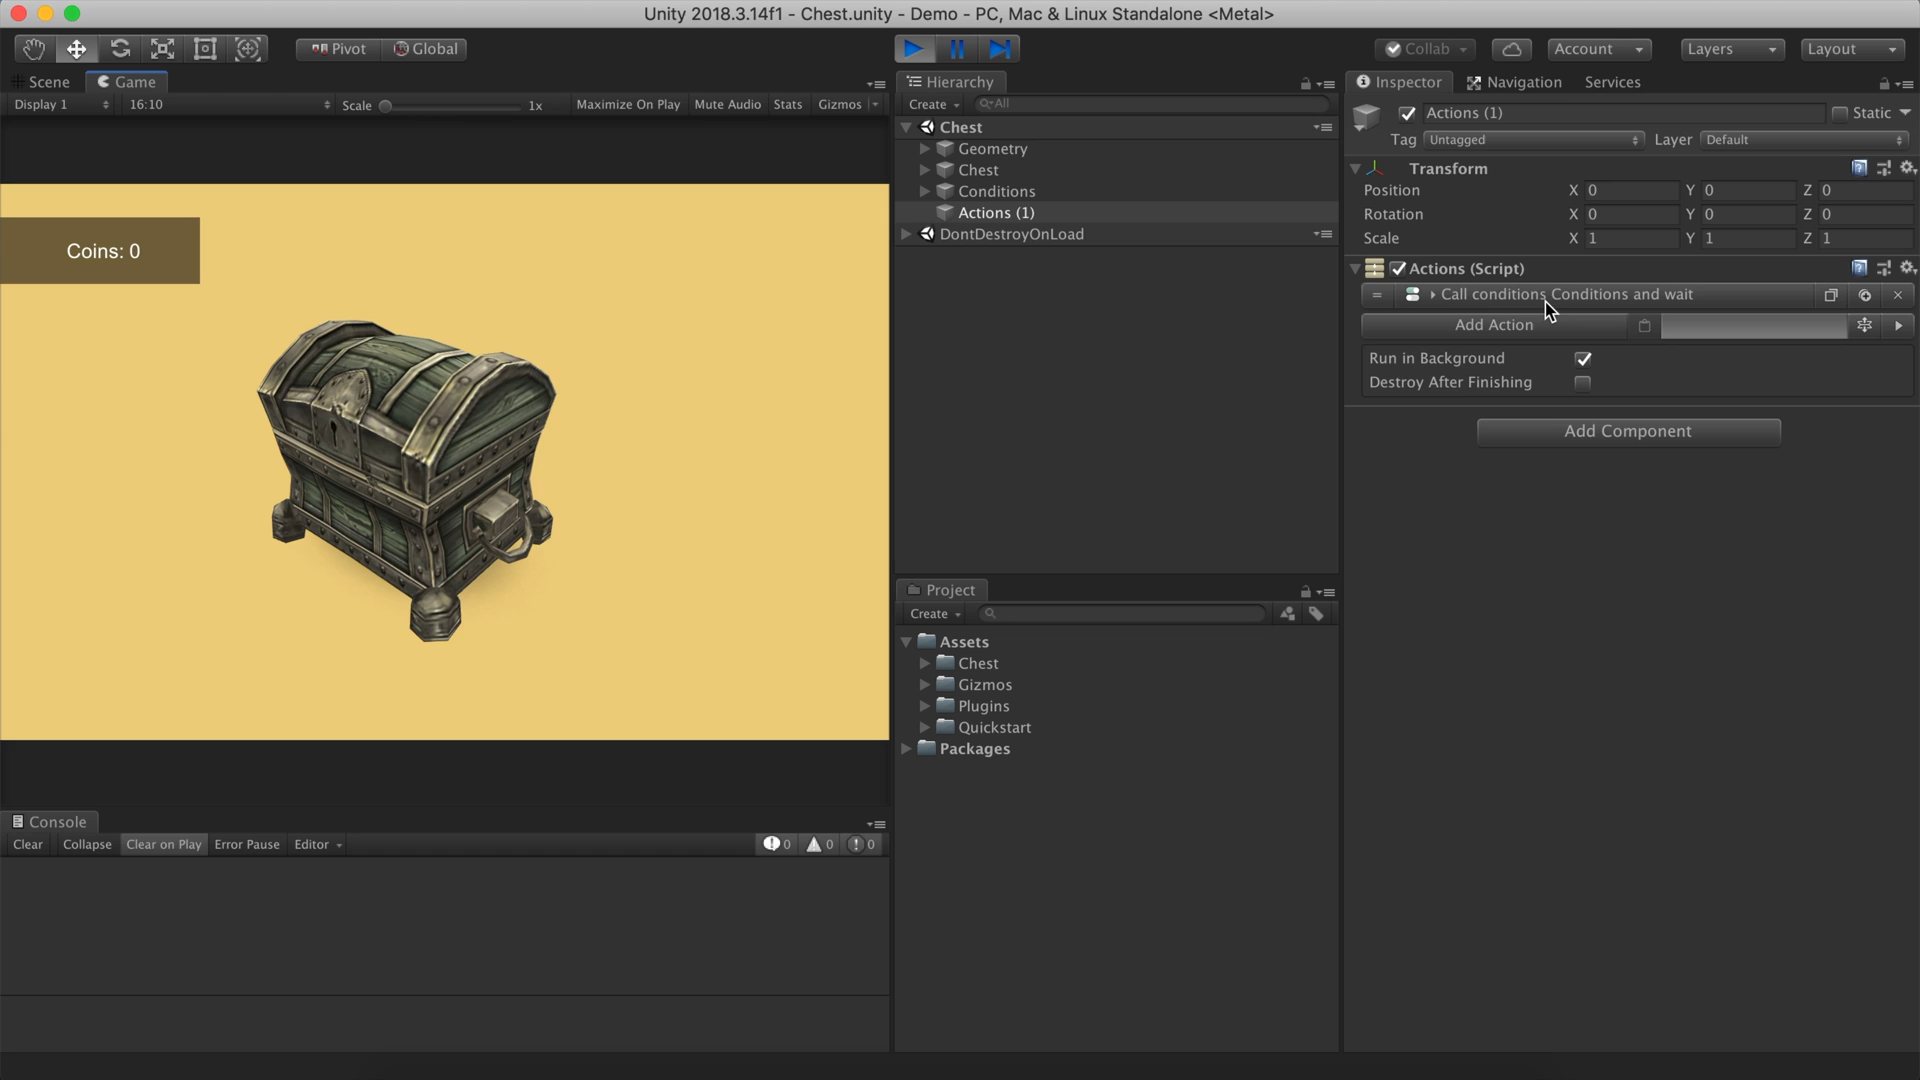 Unity 2018.3.14f1 - Chest.unity - Demo - PC, Mac & Linux Standalone <Metal>
Pivot Global
Collab Account Layers Layout
Scene Game
Display 1 16:10 Scale 1x Maximize On Play Mute Audio Stats Gizmos
Coins: 0
Console
Clear Collapse Clear on Play Error Pause Editor 0 0 0
Hierarchy
Create All
Chest
Geometry
Chest
Conditions
Actions (1)
DontDestroyOnLoad
Project
Create
Assets
Chest
Gizmos
Plugins
Quickstart
Packages
Inspector Navigation Services
Actions (1) Static
Tag Untagged Layer Default
Transform
Position X 0 Y 0 Z 0
Rotation X 0 Y 0 Z 0
Scale X 1 Y 1 Z 1
Actions (Script)
Call conditions Conditions and wait
Add Action
Run in Background
Destroy After Finishing
Add Component